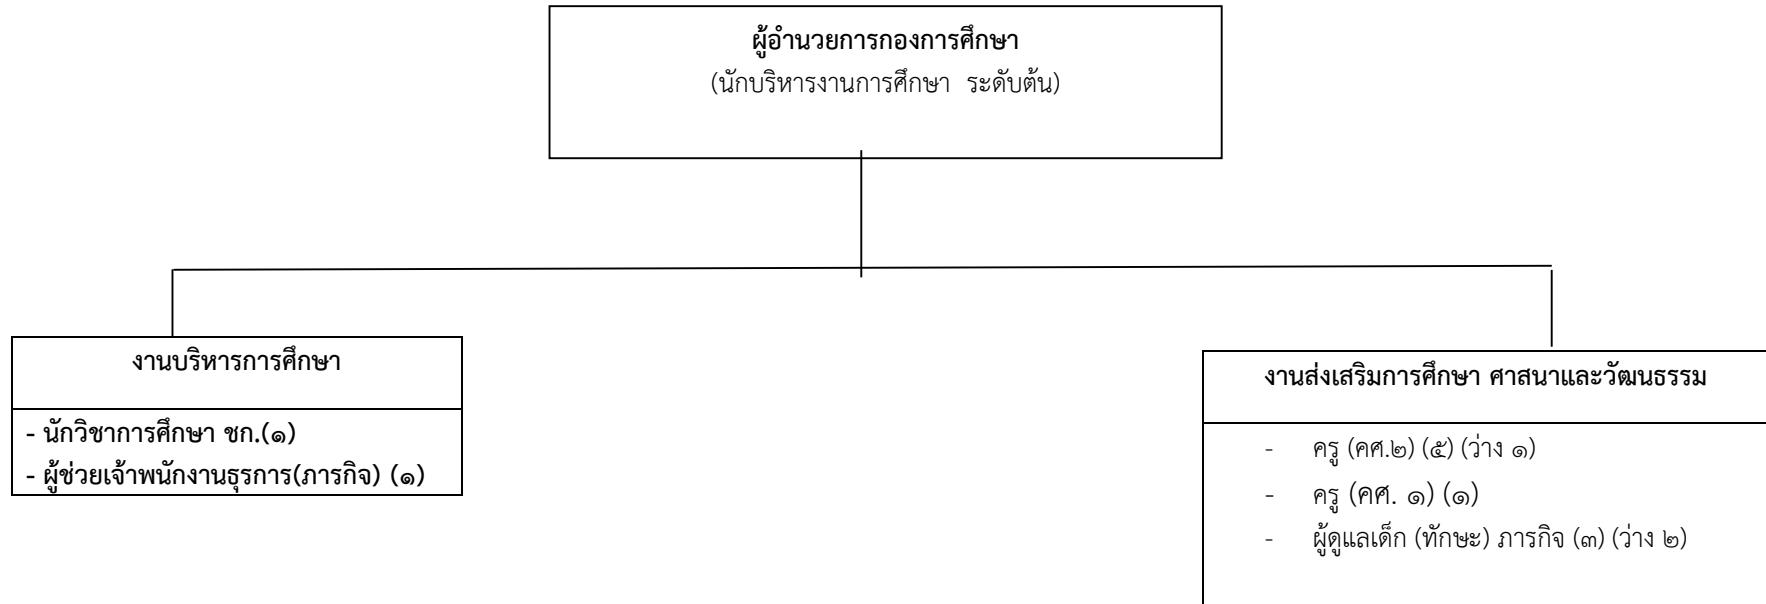 ผู้อำนวยการกองการศึกษา
(นักบริหารงานการศึกษา ระดับต้น)
งานบริหารการศึกษา
- นักวิชาการศึกษา ชก.(๑)
- ผู้ช่วยเจ้าพนักงานธุรการ(ภารกิจ) (๑)
งานส่งเสริมการศึกษา ศาสนาและวัฒนธรรม
- ครู (คศ.๒) (๕) (ว่าง ๑)
- ครู (คศ. ๑) (๑)
- ผู้ดูแลเด็ก (ทักษะ) ภารกิจ (๓) (ว่าง ๒)